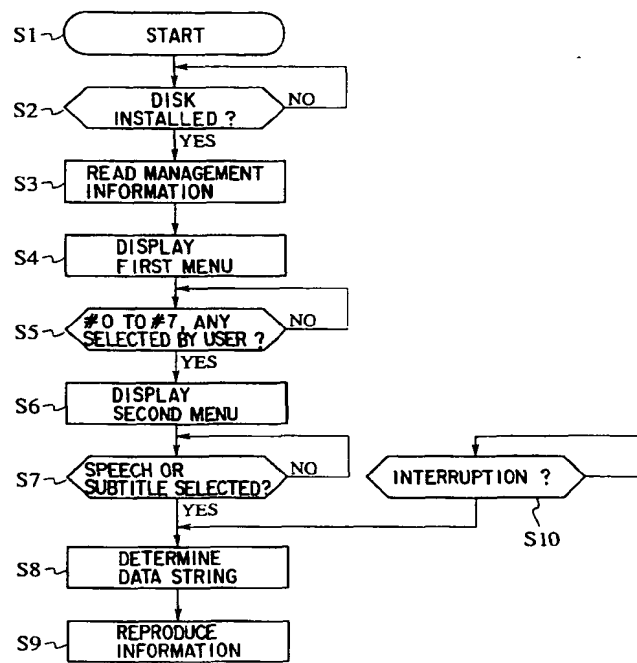 S1 START
S2 DISK
INSTALLED ?
NO
YES
S3 READ MANAGEMENT
INFORMATION
S4 DISPLAY
FIRST MENU
S5 #0 TO #7, ANY
SELECTED BY USER ?
NO
YES
S6 DISPLAY
SECOND MENU
S7 SPEECH OR
SUBTITLE SELECTED?
NO
YES
INTERRUPTION ?
S10
S8 DETERMINE
DATA STRING
S9 REPRODUCE
INFORMATION